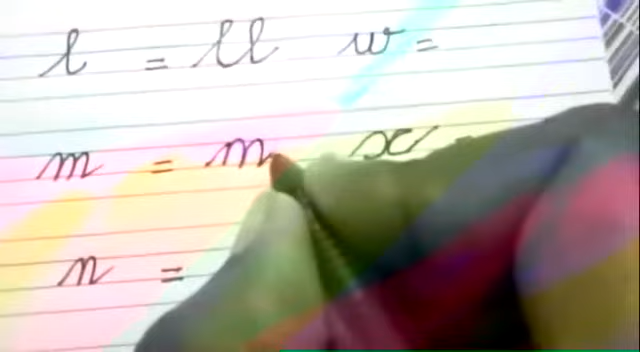 l = ll w =
m = m x
n =